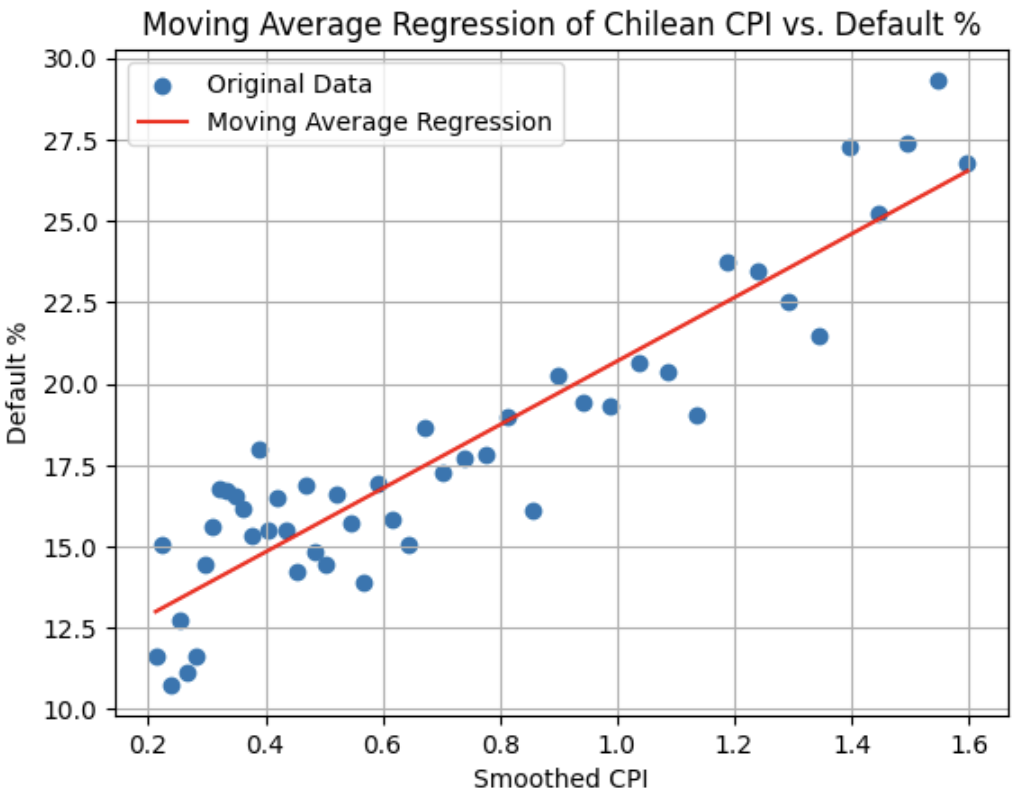 Moving Average Regression of Chilean CPI vs. Default %
Original Data
Moving Average Regression
30.0
27.5
25.0
22.5
20.0
17.5
15.0
12.5
10.0
Default %
0.2 0.4 0.6 0.8 1.0 1.2 1.4 1.6
Smoothed CPI